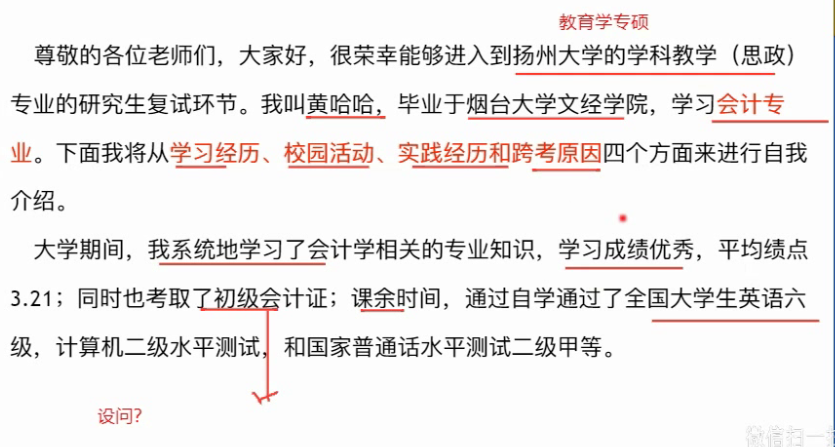 教育学专硕
尊敬的各位老师们，大家好，很荣幸能够进入到扬州大学的学科教学（思政）
专业的研究生复试环节。我叫黄哈哈，毕业于烟台大学文经学院，学习会计专
业。下面我将从学习经历、校园活动、实践经历和跨考原因四个方面来进行自我
介绍。
大学期间，我系统地学习了会计学相关的专业知识，学习成绩优秀，平均绩点
3.21；同时也考取了初级会计证；课余时间，通过自学通过了全国大学生英语六
级，计算机二级水平测试，和国家普通话水平测试二级甲等。
设问？
微信扫一